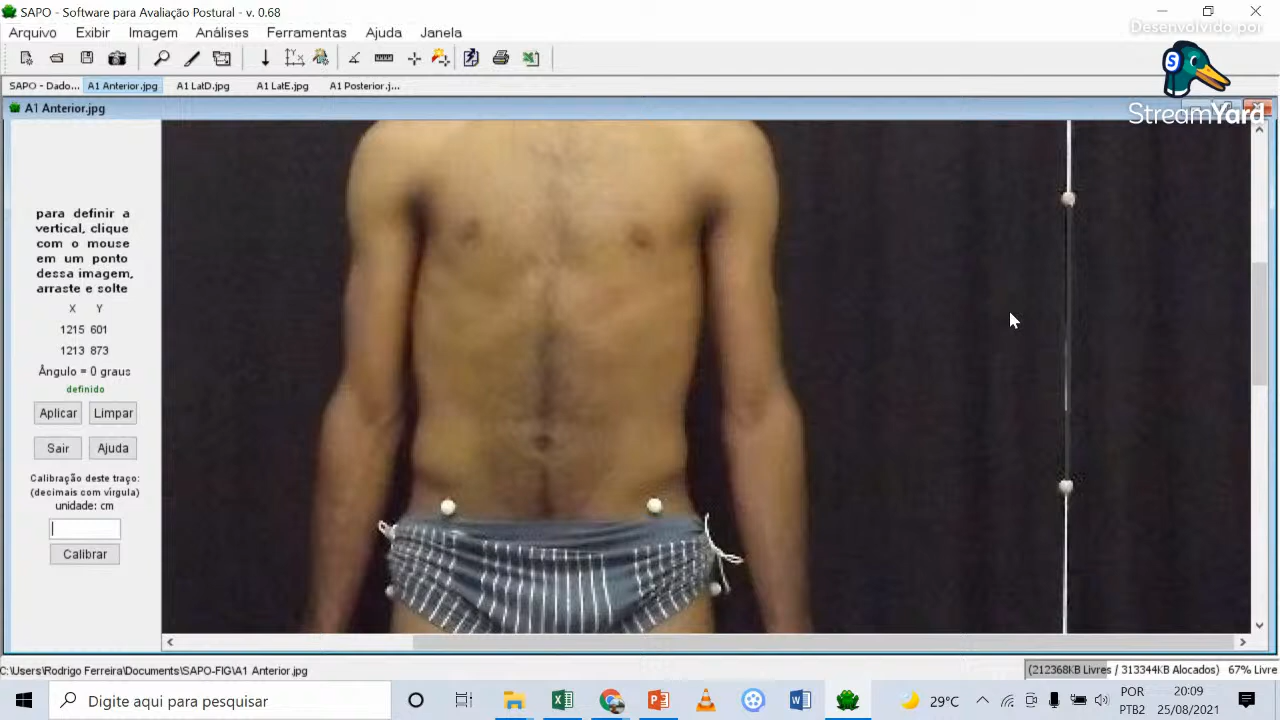 SAPO - Software para Avaliação Postural - v. 0.68
Desenvolvido por
Arquivo Exibir Imagem Análises Ferramentas Ajuda Janela
S
StreamYard
SAPO - Dado... A1 Anterior.jpg A1 LatD.jpg A1 LatE.jpg A1 Posterior.j...
A1 Anterior.jpg
para definir a
vertical, clique
com o mouse
em um ponto
dessa imagem,
arraste e solte
X Y
1215 601
1213 873
Ângulo = 0 graus
definido
Aplicar Limpar
Sair Ajuda
Calibração deste traço:
(decimais com vírgula)
unidade: cm
Calibrar
C:\Users\Rodrigo Ferreira\Documents\SAPO-FIG\A1 Anterior.jpg
(212368kB Livres / 313344kB Alocados) 67% Livre
Digite aqui para pesquisar
29°C
POR
PTB2
20:09
25/08/2021